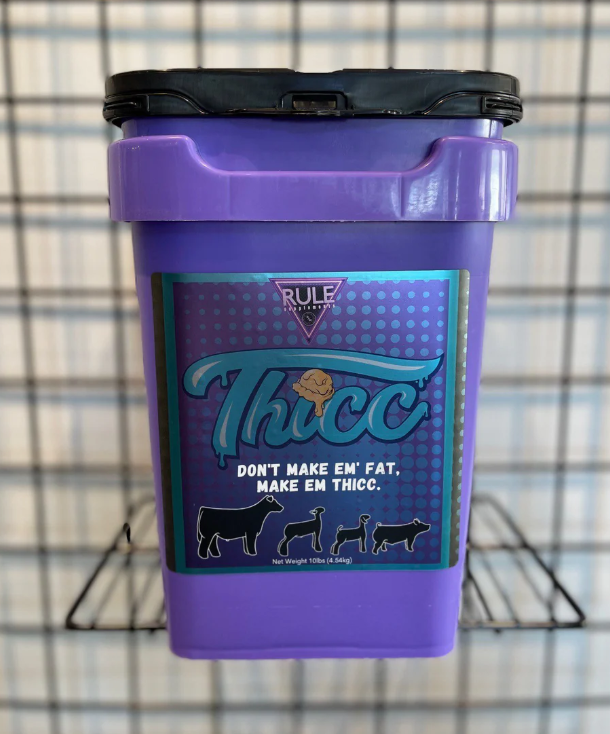 RULE
supplements
Thicc
DON'T MAKE EM' FAT,
MAKE EM THICC.
Net Weight 10lbs (4.54kg)